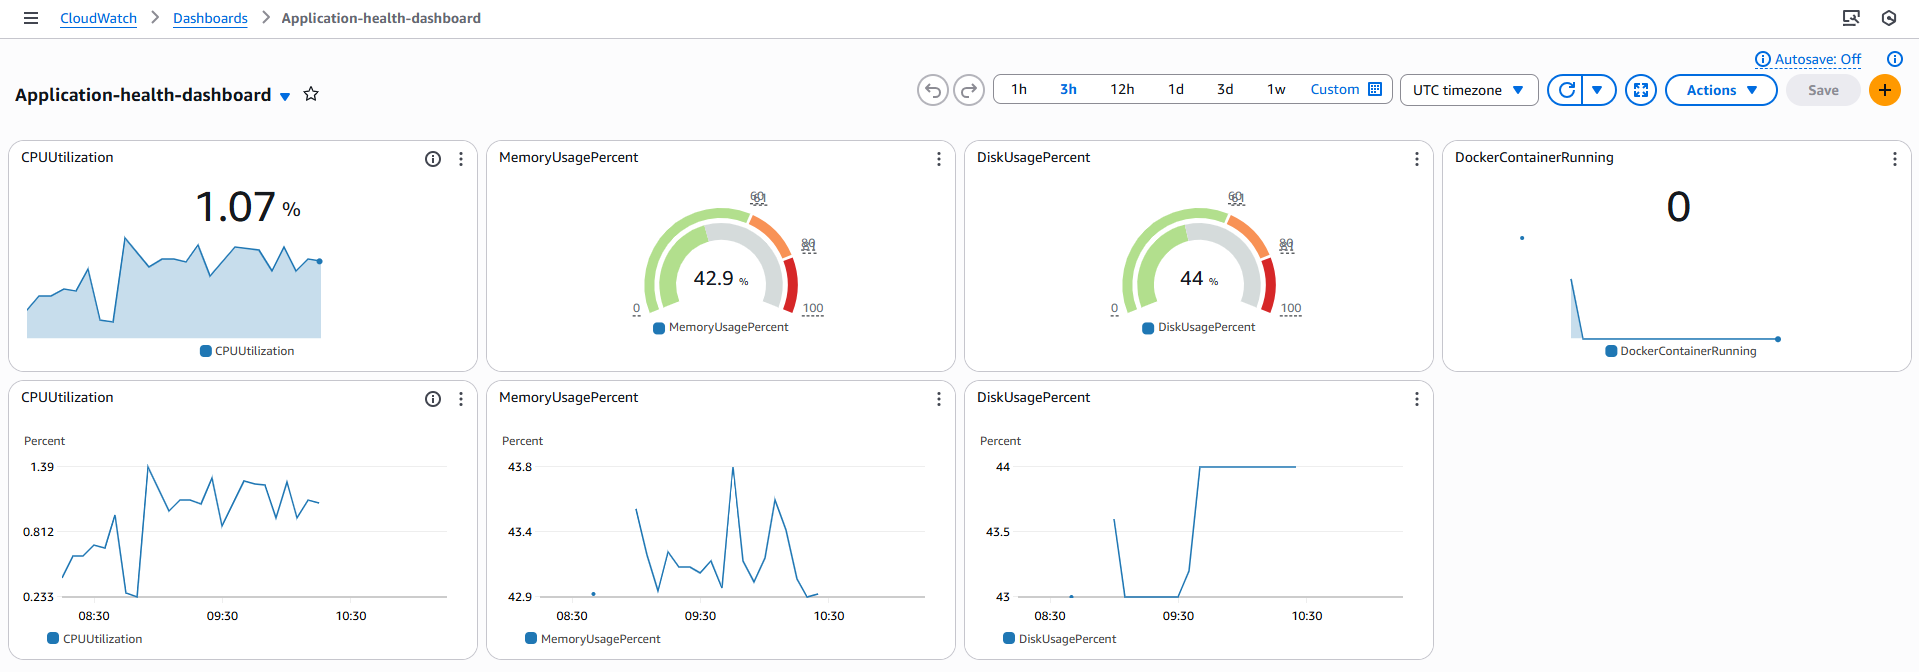 CloudWatch > Dashboards > Application-health-dashboard
Autosave: Off
Application-health-dashboard
1h 3h 12h 1d 3d 1w Custom UTC timezone Actions Save
CPUUtilization
1.07 %
CPUUtilization
MemoryUsagePercent
60
61
80
81
42.9 %
0
100
MemoryUsagePercent
DiskUsagePercent
60
61
80
81
44 %
0
100
DiskUsagePercent
DockerContainerRunning
0
DockerContainerRunning
CPUUtilization
Percent
1.39
0.812
0.233
08:30 09:30 10:30
CPUUtilization
MemoryUsagePercent
Percent
43.8
43.4
42.9
08:30 09:30 10:30
MemoryUsagePercent
DiskUsagePercent
Percent
44
43.5
43
08:30 09:30 10:30
DiskUsagePercent